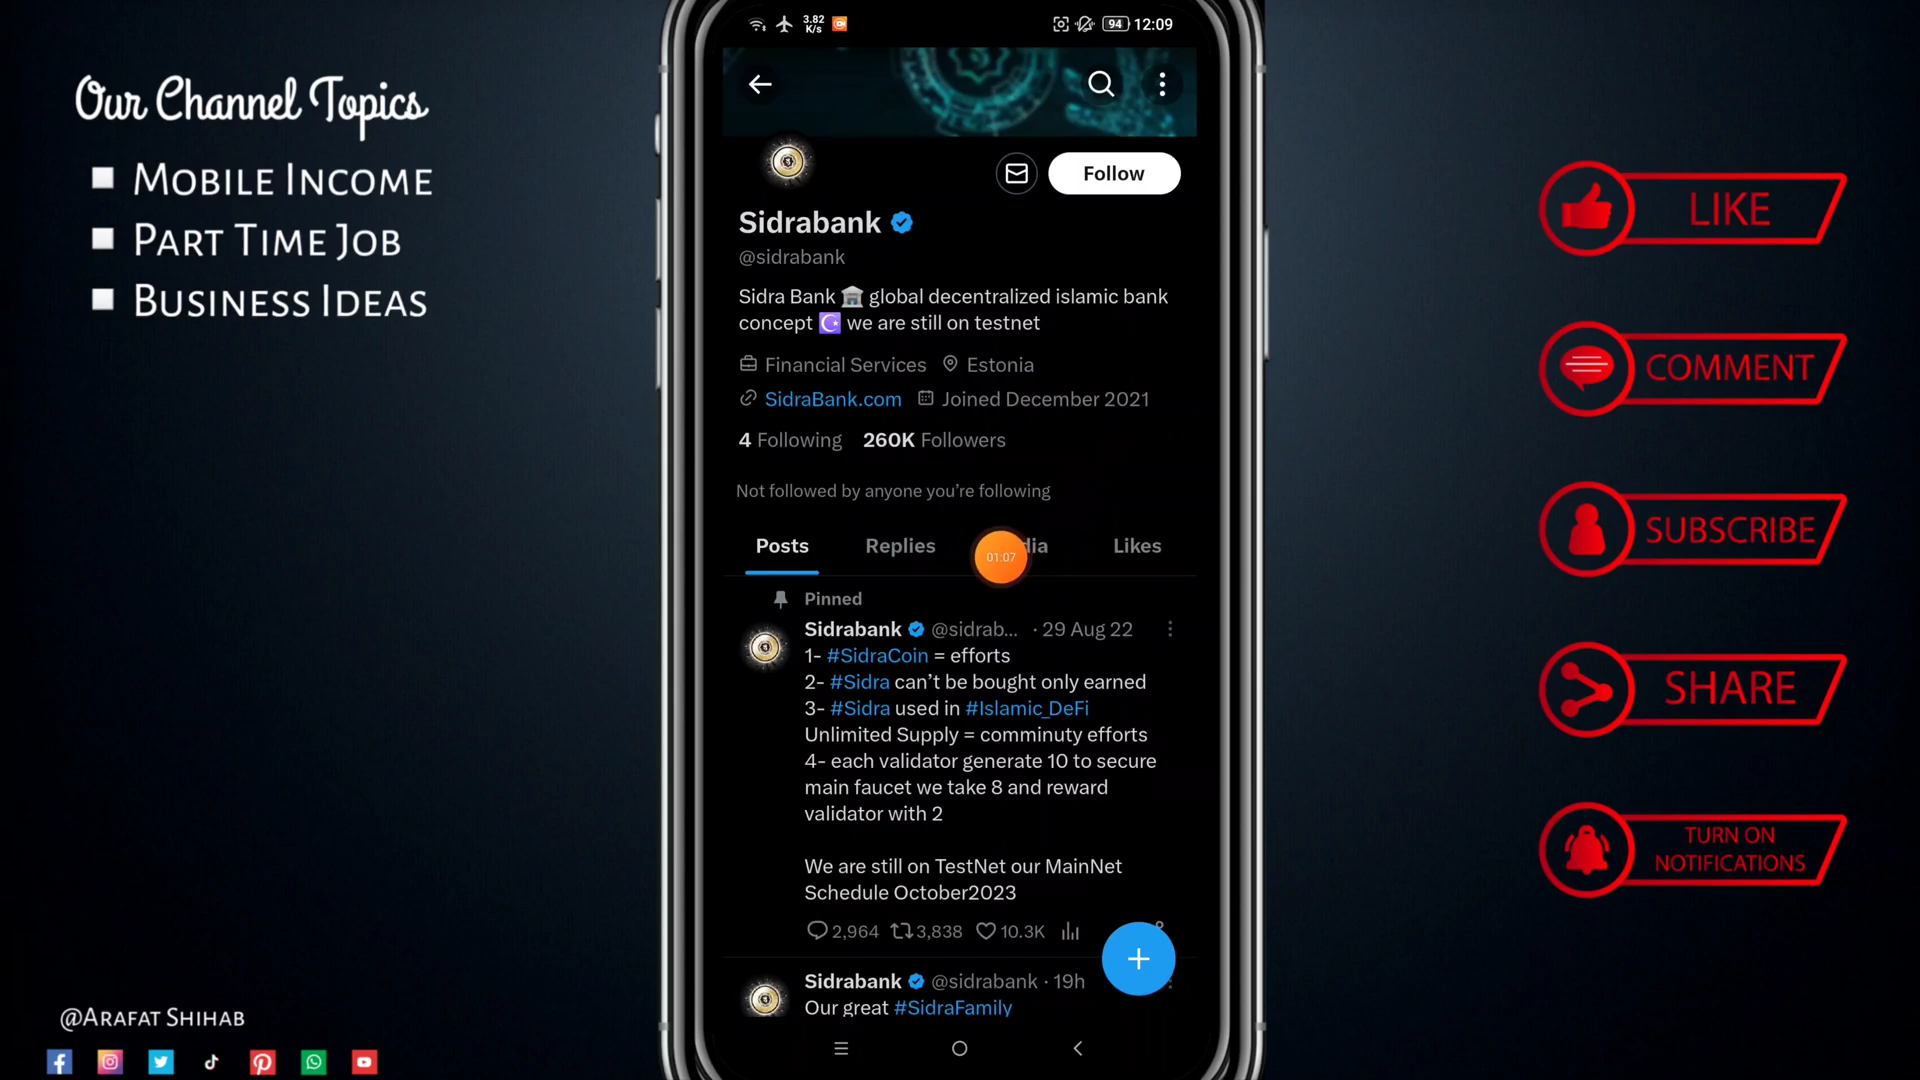 Our Channel Topics
Mobile Income
Part Time Job
Business Ideas
@Arafat Shihab
3.82
K/s
94 12:09
Follow
Sidrabank
@sidrabank
Sidra Bank 🏦 global decentralized islamic bank
concept ☪️ we are still on testnet
Financial Services Estonia
SidraBank.com Joined December 2021
4 Following 260K Followers
Not followed by anyone you're following
Posts Replies dia Likes
01:07
Pinned
Sidrabank @sidrab... · 29 Aug 22
1- #SidraCoin = efforts
2- #Sidra can't be bought only earned
3- #Sidra used in #Islamic_DeFi
Unlimited Supply = comminuty efforts
4- each validator generate 10 to secure
main faucet we take 8 and reward
validator with 2
We are still on TestNet our MainNet
Schedule October2023
2,964 3,838 10.3K
Sidrabank @sidrabank · 19h
Our great #SidraFamily
LIKE
COMMENT
SUBSCRIBE
SHARE
TURN ON
NOTIFICATIONS